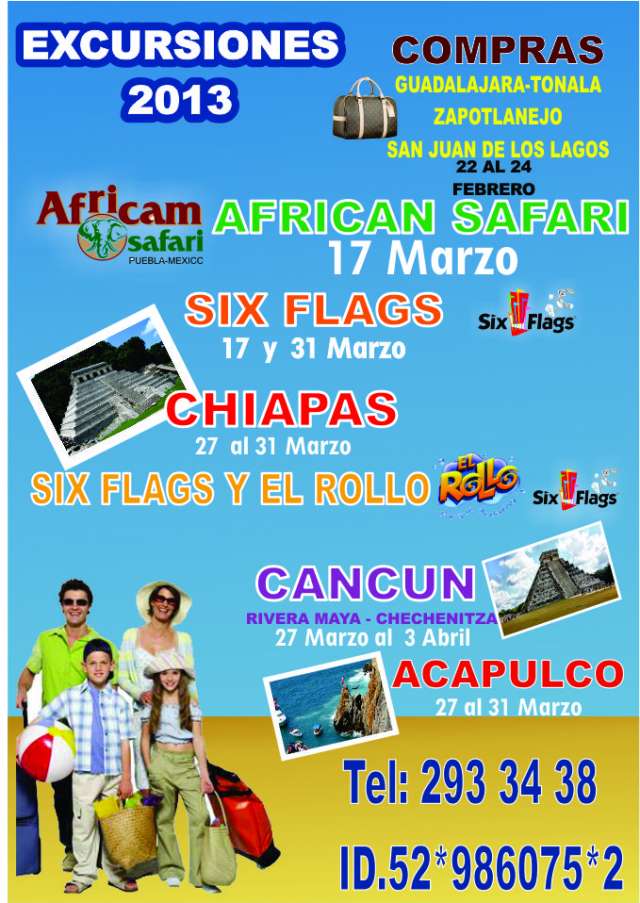 EXCURSIONES
2013
COMPRAS
GUADALAJARA-TONALA
ZAPOTLANEJO
SAN JUAN DE LOS LAGOS
22 AL 24
FEBRERO
Africam
safari
PUEBLA-MEXICC
AFRICAN SAFARI
17 Marzo
SIX FLAGS
17 y 31 Marzo
Six Flags
CHIAPAS
27 al 31 Marzo
SIX FLAGS Y EL ROLLO
EL ROLLO
Six Flags
CANCUN
RIVERA MAYA - CHECHENITZA
27 Marzo al 3 Abril
ACAPULCO
27 al 31 Marzo
Tel: 293 34 38
ID.52*986075*2